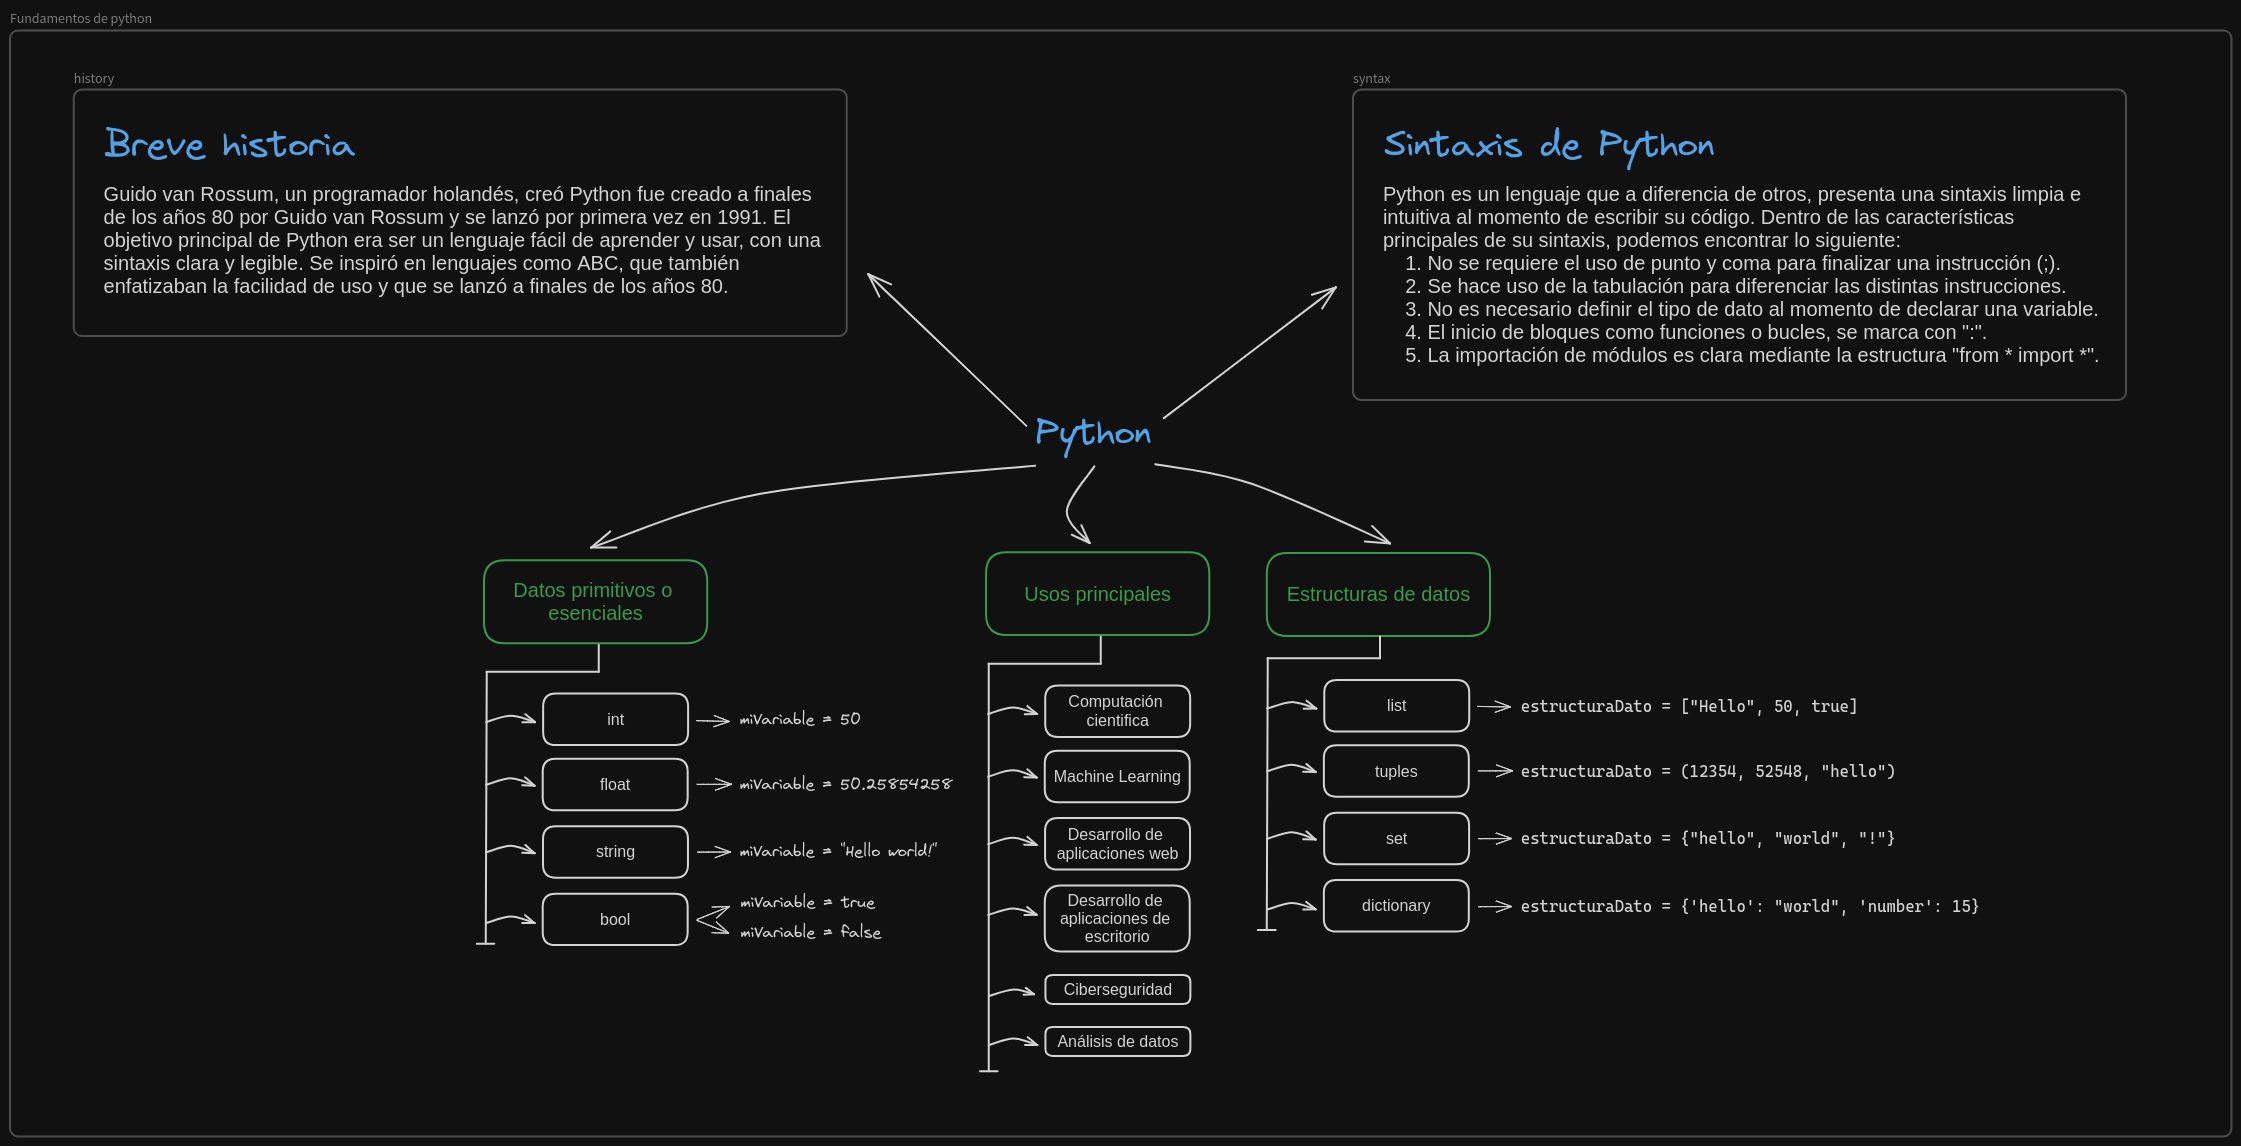 Fundamentos de python
history
Breve historia
Guido van Rossum, un programador holandés, creó Python fue creado a finales
de los años 80 por Guido van Rossum y se lanzó por primera vez en 1991. El
objetivo principal de Python era ser un lenguaje fácil de aprender y usar, con una
sintaxis clara y legible. Se inspiró en lenguajes como ABC, que también
enfatizaban la facilidad de uso y que se lanzó a finales de los años 80.
syntax
Sintaxis de Python
Python es un lenguaje que a diferencia de otros, presenta una sintaxis limpia e
intuitiva al momento de escribir su código. Dentro de las características
principales de su sintaxis, podemos encontrar lo siguiente:
1. No se requiere el uso de punto y coma para finalizar una instrucción (;).
2. Se hace uso de la tabulación para diferenciar las distintas instrucciones.
3. No es necesario definir el tipo de dato al momento de declarar una variable.
4. El inicio de bloques como funciones o bucles, se marca con ":".
5. La importación de módulos es clara mediante la estructura "from * import *".
Python
Datos primitivos o
esenciales
int
miVariable = 50
float
miVariable = 50.25854258
string
miVariable = "Hello world!"
bool
miVariable = true
miVariable = false
Usos principales
Computación
cientifica
Machine Learning
Desarrollo de
aplicaciones web
Desarrollo de
aplicaciones de
escritorio
Ciberseguridad
Análisis de datos
Estructuras de datos
list
estructuraDato = ["Hello", 50, true]
tuples
estructuraDato = (12354, 52548, "hello")
set
estructuraDato = {"hello", "world", "!"}
dictionary
estructuraDato = {'hello': "world", 'number': 15}